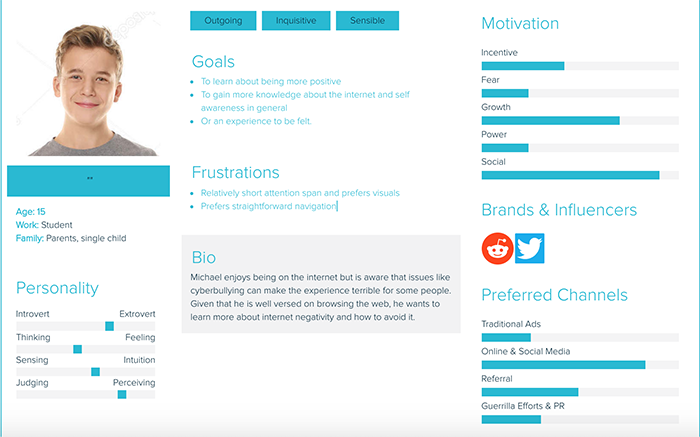 Outgoing
Inquisitive
Sensible
Goals
To learn about being more positive
To gain more knowledge about the internet and self
awareness in general
Or an experience to be felt.
Frustrations
Relatively short attention span and prefers visuals
Prefers straightforward navigation
Bio
Michael enjoys being on the internet but is aware that issues like
cyberbullying can make the experience terrible for some people.
Given that he is well versed on browsing the web, he wants to
learn more about internet negativity and how to avoid it.
""
Age: 15
Work: Student
Family: Parents, single child
Personality
Introvert Extrovert
Thinking Feeling
Sensing Intuition
Judging Perceiving
Motivation
Incentive
Fear
Growth
Power
Social
Brands & Influencers
Preferred Channels
Traditional Ads
Online & Social Media
Referral
Guerrilla Efforts & PR